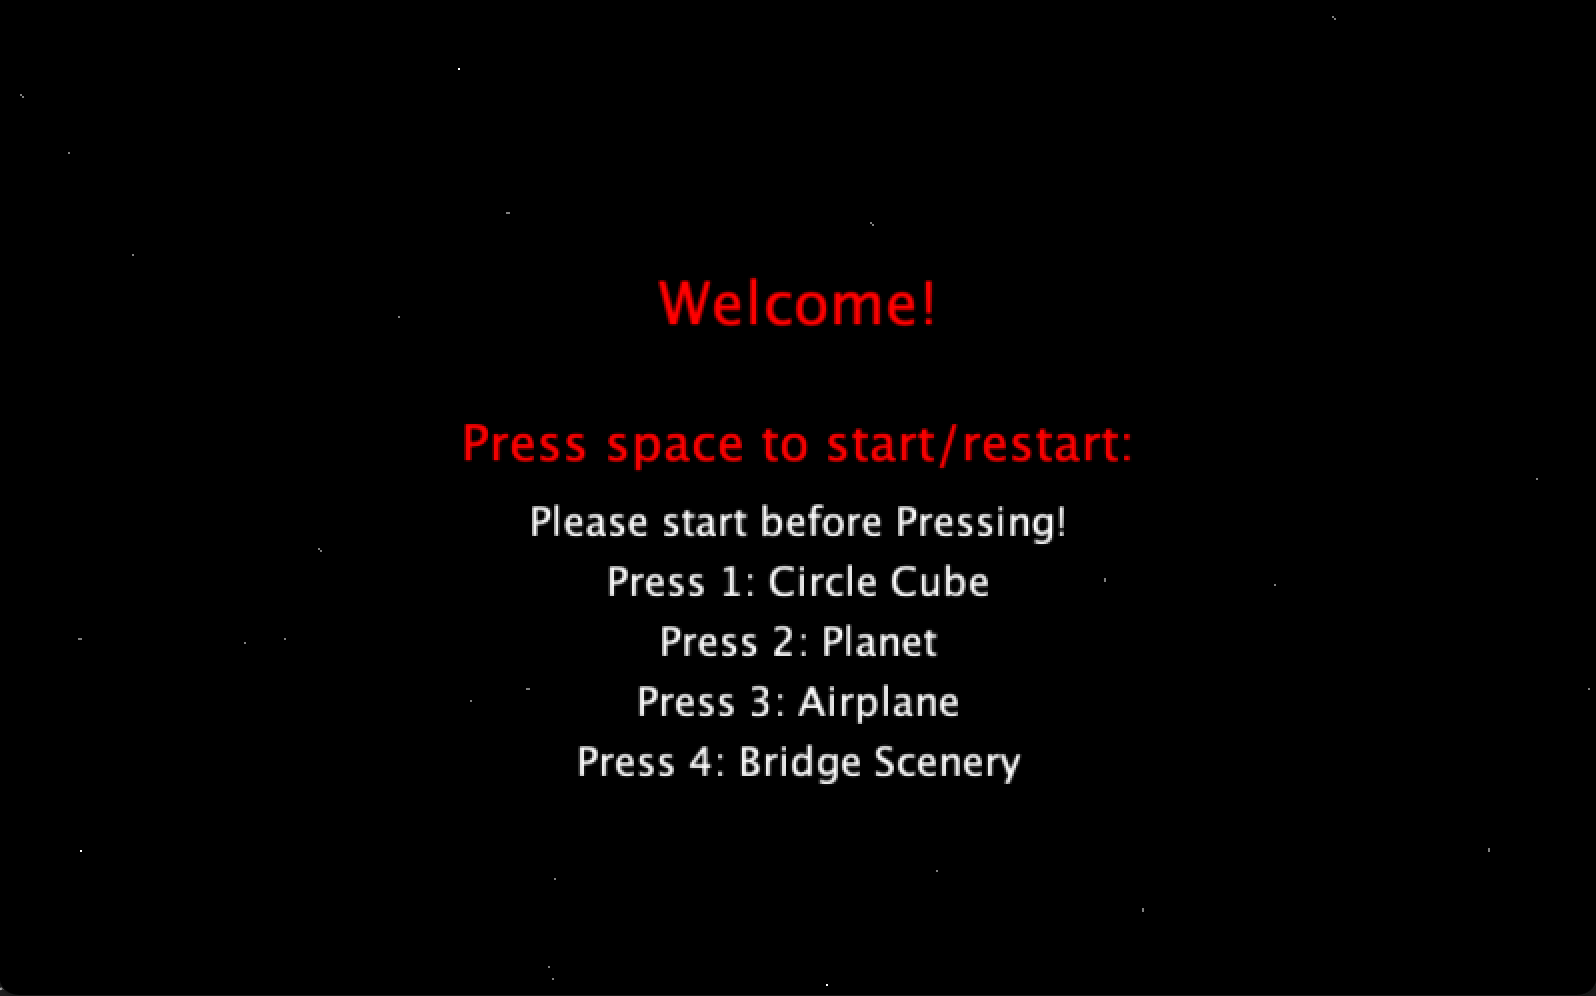 Welcome!
Press space to start/restart:
Please start before Pressing!
Press 1: Circle Cube
Press 2: Planet
Press 3: Airplane
Press 4: Bridge Scenery